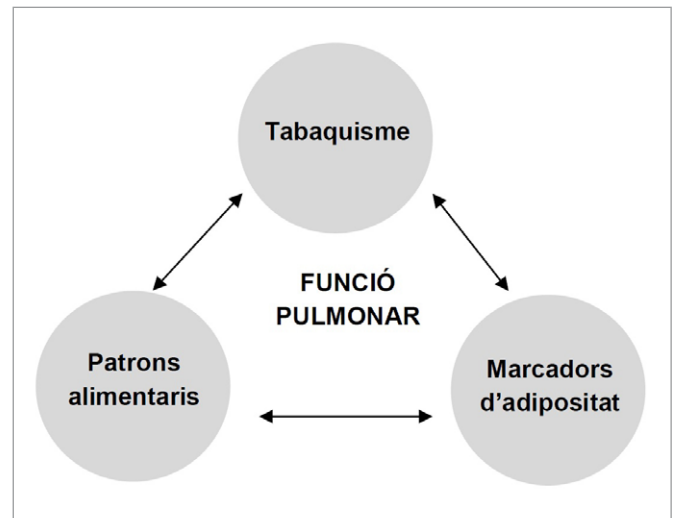 Tabaquisme
FUNCIÓ
PULMONAR
Patrons
alimentaris
Marcadors
d’adipositat